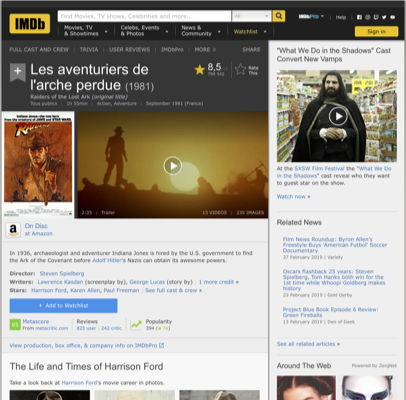 IMDb
Find Movies, TV shows, Celebrities and more...
All
Movies, TV
& Showtimes
Celebs, Events
& Photos
News &
Community
Watchlist
IMDbPro
Help
Sign in
FULL CAST AND CREW | TRIVIA | USER REVIEWS | IMDbPro | MORE
SHARE
Les aventuriers de
l'arche perdue (1981)
Raiders of the Lost Ark (original title)
Tous publics | 1h 55min | Action, Adventure | September 1981 (France)
8,5
Rate
This
2:35 | Trailer
13 VIDEOS | 235 IMAGES
On Disc
at Amazon
In 1936, archaeologist and adventurer Indiana Jones is hired by the U.S. government to
find the Ark of the Covenant before Adolf Hitler's Nazis can obtain its awesome powers.
Director: Steven Spielberg
Writers: Lawrence Kasdan (screenplay by), George Lucas (story by) | 1 more credit »
Stars: Harrison Ford, Karen Allen, Paul Freeman | See full cast & crew »
+ Add to Watchlist
Metascore
From metacritic.com
Reviews
825 user | 242 critic
Popularity
View production, box office, & company info on IMDbPro
The Life and Times of Harrison Ford
Take a look back at Harrison Ford's movie career in photos.
"What We Do in the Shadows" Cast
Convert New Vamps
At the SXSW Film Festival the "What We
Do in the Shadows" cast reveal who they want
to guest star on the show.
Watch now »
Related News
Film News Roundup: Byron Allen's
Freestyle Buys 'American Futbol' Soccer
Documentary
27 February 2019 | Variety
Oscars flashback 25 years: Steven
Spielberg, Tom Hanks both win for the
1st time while Whoopi Goldberg makes
history
23 February 2019 | Gold Derby
Project Blue Book Episode 6 Review:
Green Fireballs
13 February 2019 | Den of Geek
See all related articles »
Around The Web
Powered by ZergNet